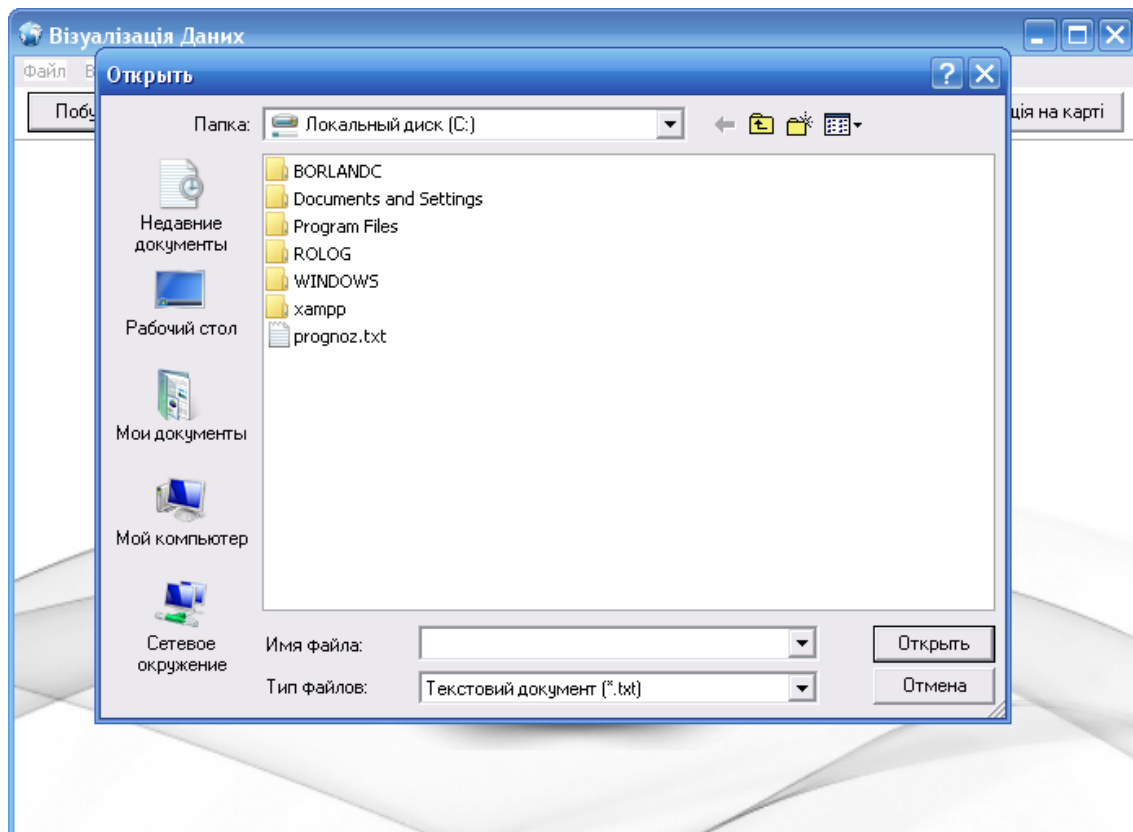 Візуалізація Даних
Файл
Открыть
Папка: Локальный диск (C:)
BORLANDC
Documents and Settings
Program Files
ROLOG
WINDOWS
xampp
prognoz.txt
Недавние
документы
Рабочий стол
Мои документы
Мой компьютер
Сетевое
окружение
Имя файла:
Открыть
Тип файлов: Текстовий документ (*.txt)
Отмена
на карті